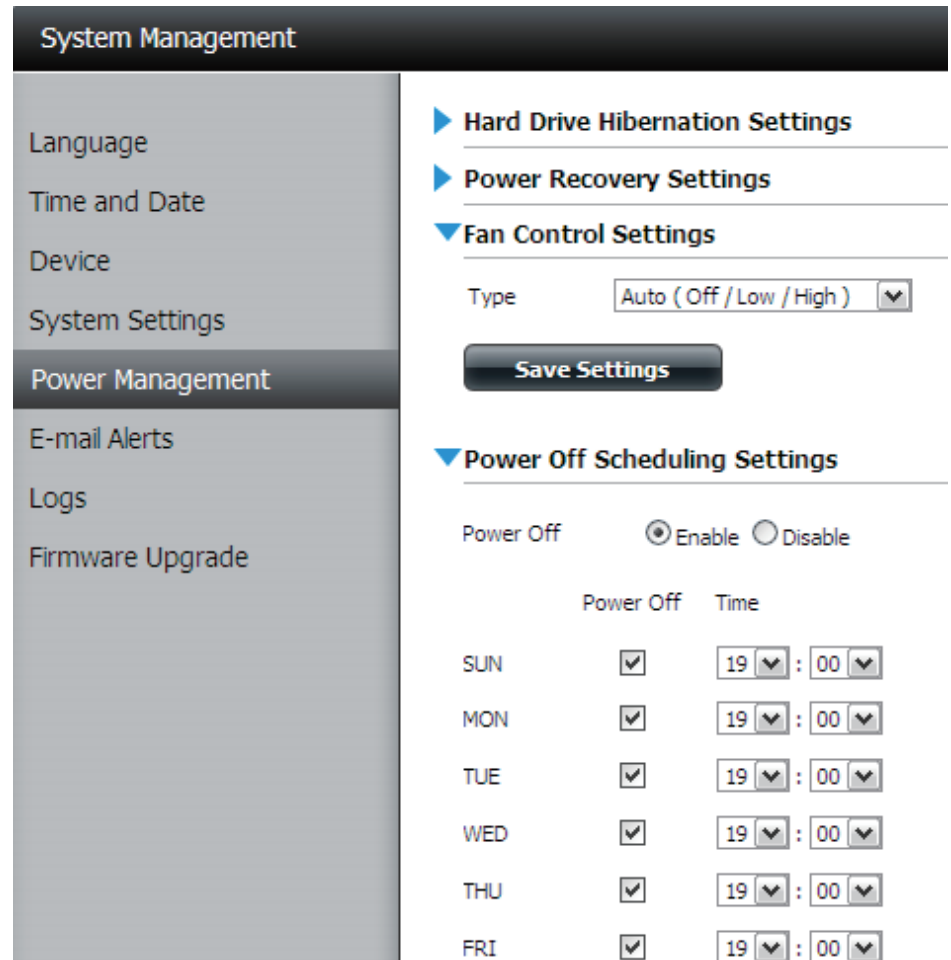 System Management
Language
Time and Date
Device
System Settings
Power Management
E-mail Alerts
Logs
Firmware Upgrade
Hard Drive Hibernation Settings
Power Recovery Settings
Fan Control Settings
Type Auto ( Off / Low / High )
Save Settings
Power Off Scheduling Settings
Power Off Enable Disable
Power Off Time
SUN 19 : 00
MON 19 : 00
TUE 19 : 00
WED 19 : 00
THU 19 : 00
FRI 19 : 00